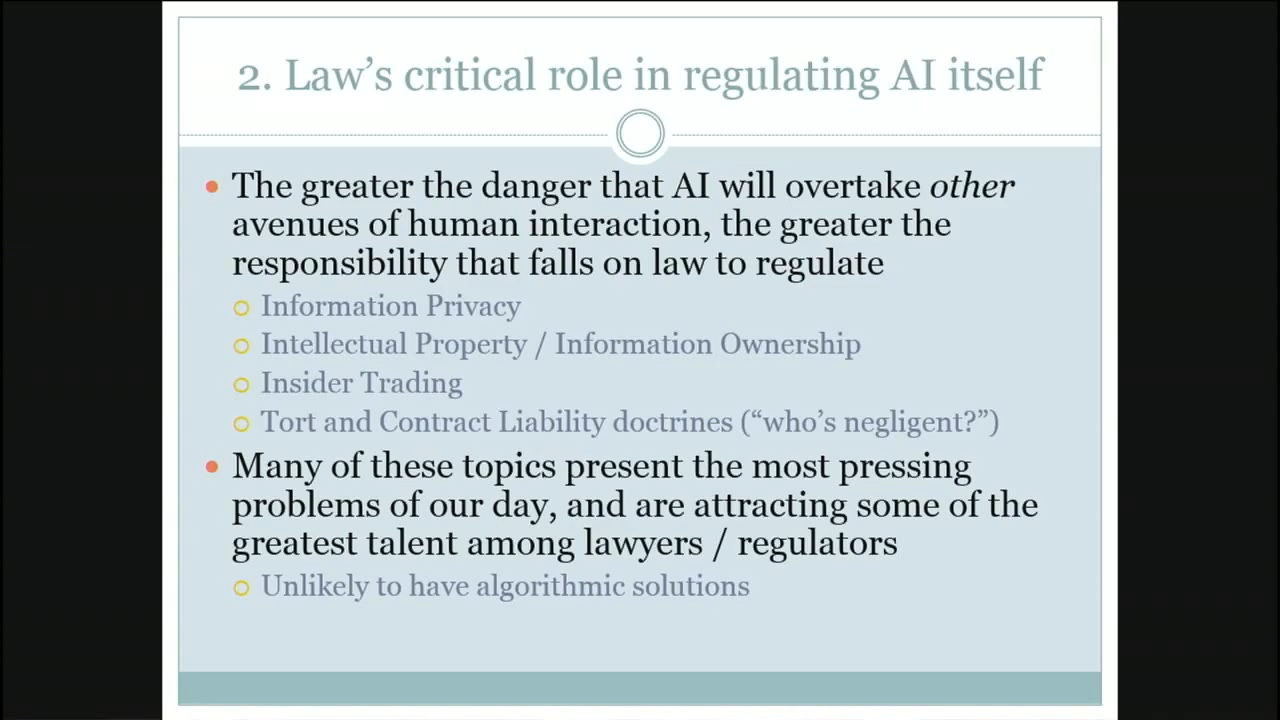 2. Law’s critical role in regulating AI itself
The greater the danger that AI will overtake other
avenues of human interaction, the greater the
responsibility that falls on law to regulate
Information Privacy
Intellectual Property / Information Ownership
Insider Trading
Tort and Contract Liability doctrines (“who’s negligent?”)
Many of these topics present the most pressing
problems of our day, and are attracting some of the
greatest talent among lawyers / regulators
Unlikely to have algorithmic solutions